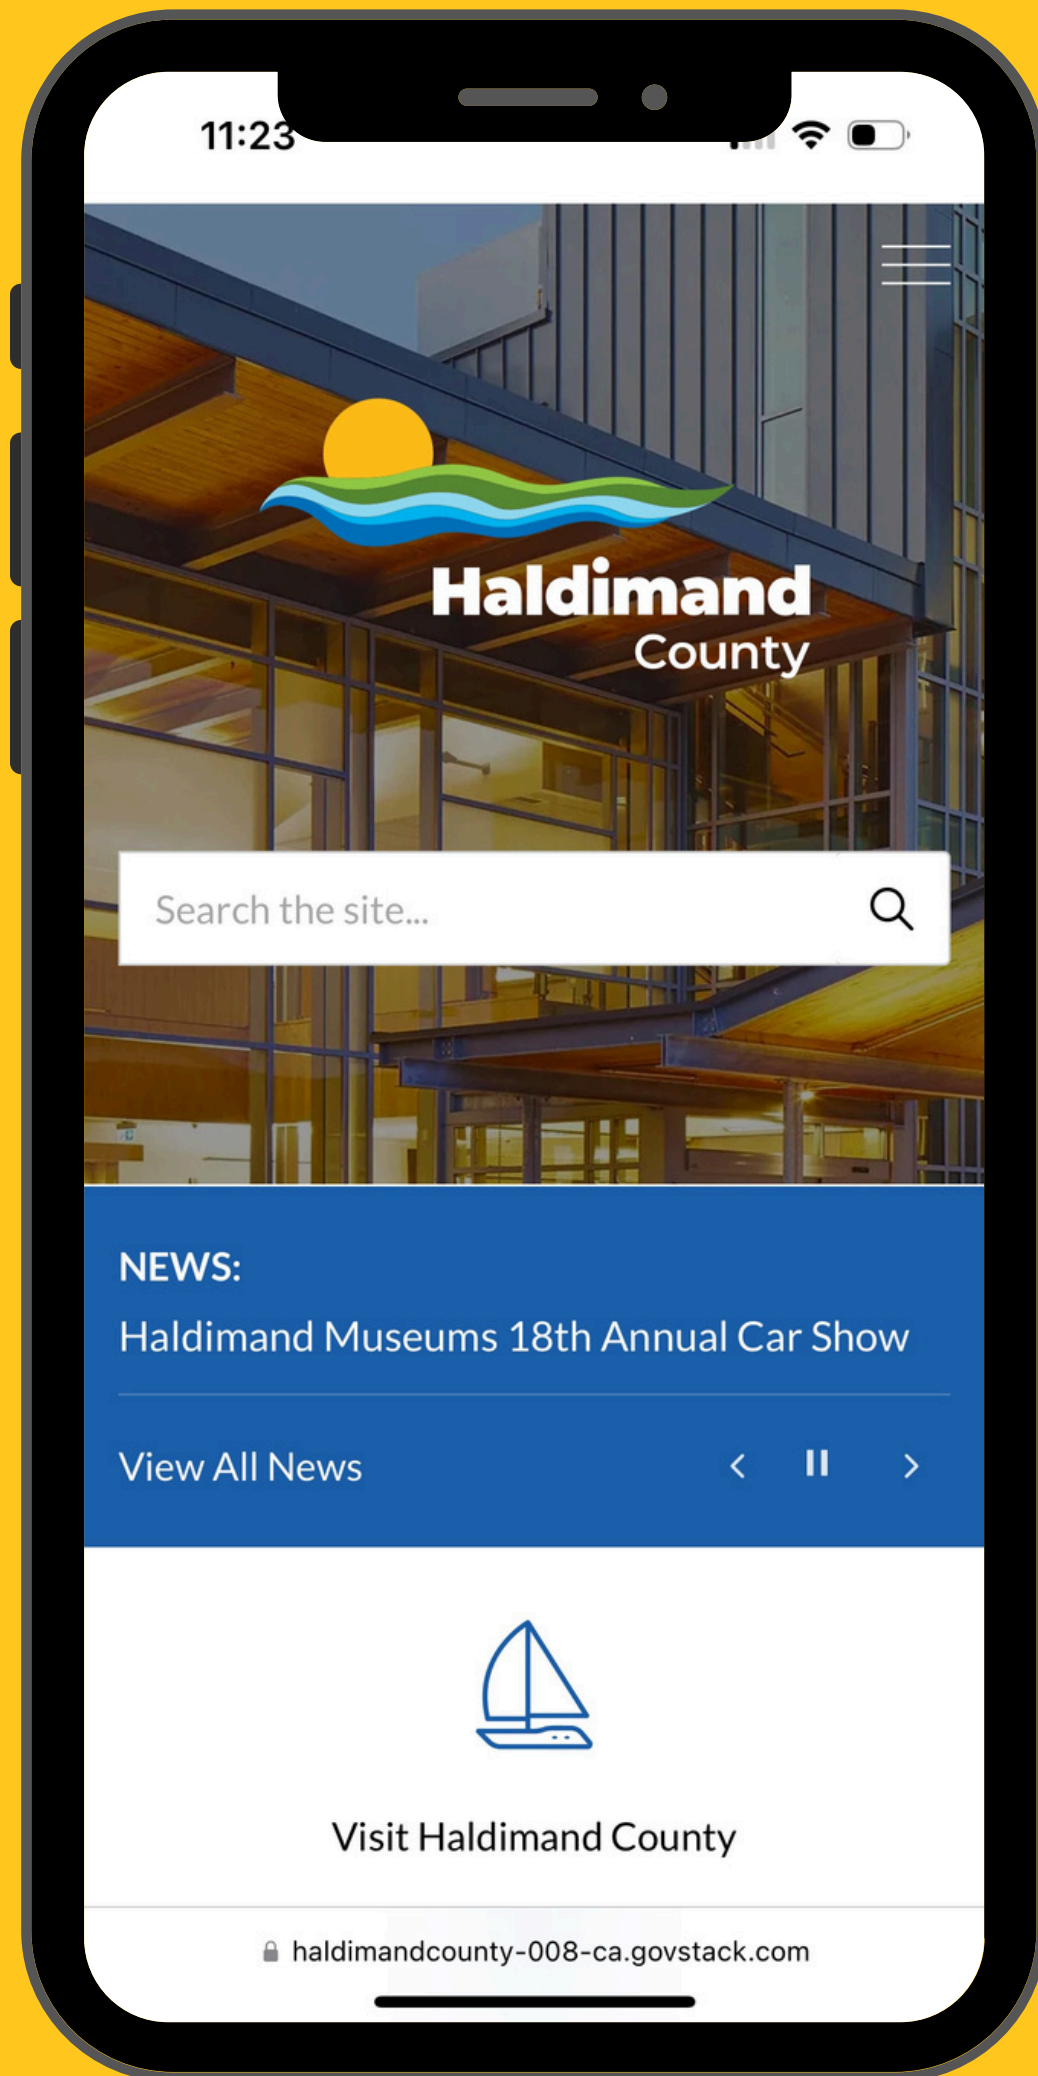 11:23
Haldimand
County
Search the site...
NEWS:
Haldimand Museums 18th Annual Car Show
View All News
Visit Haldimand County
haldimandcounty-008-ca.govstack.com